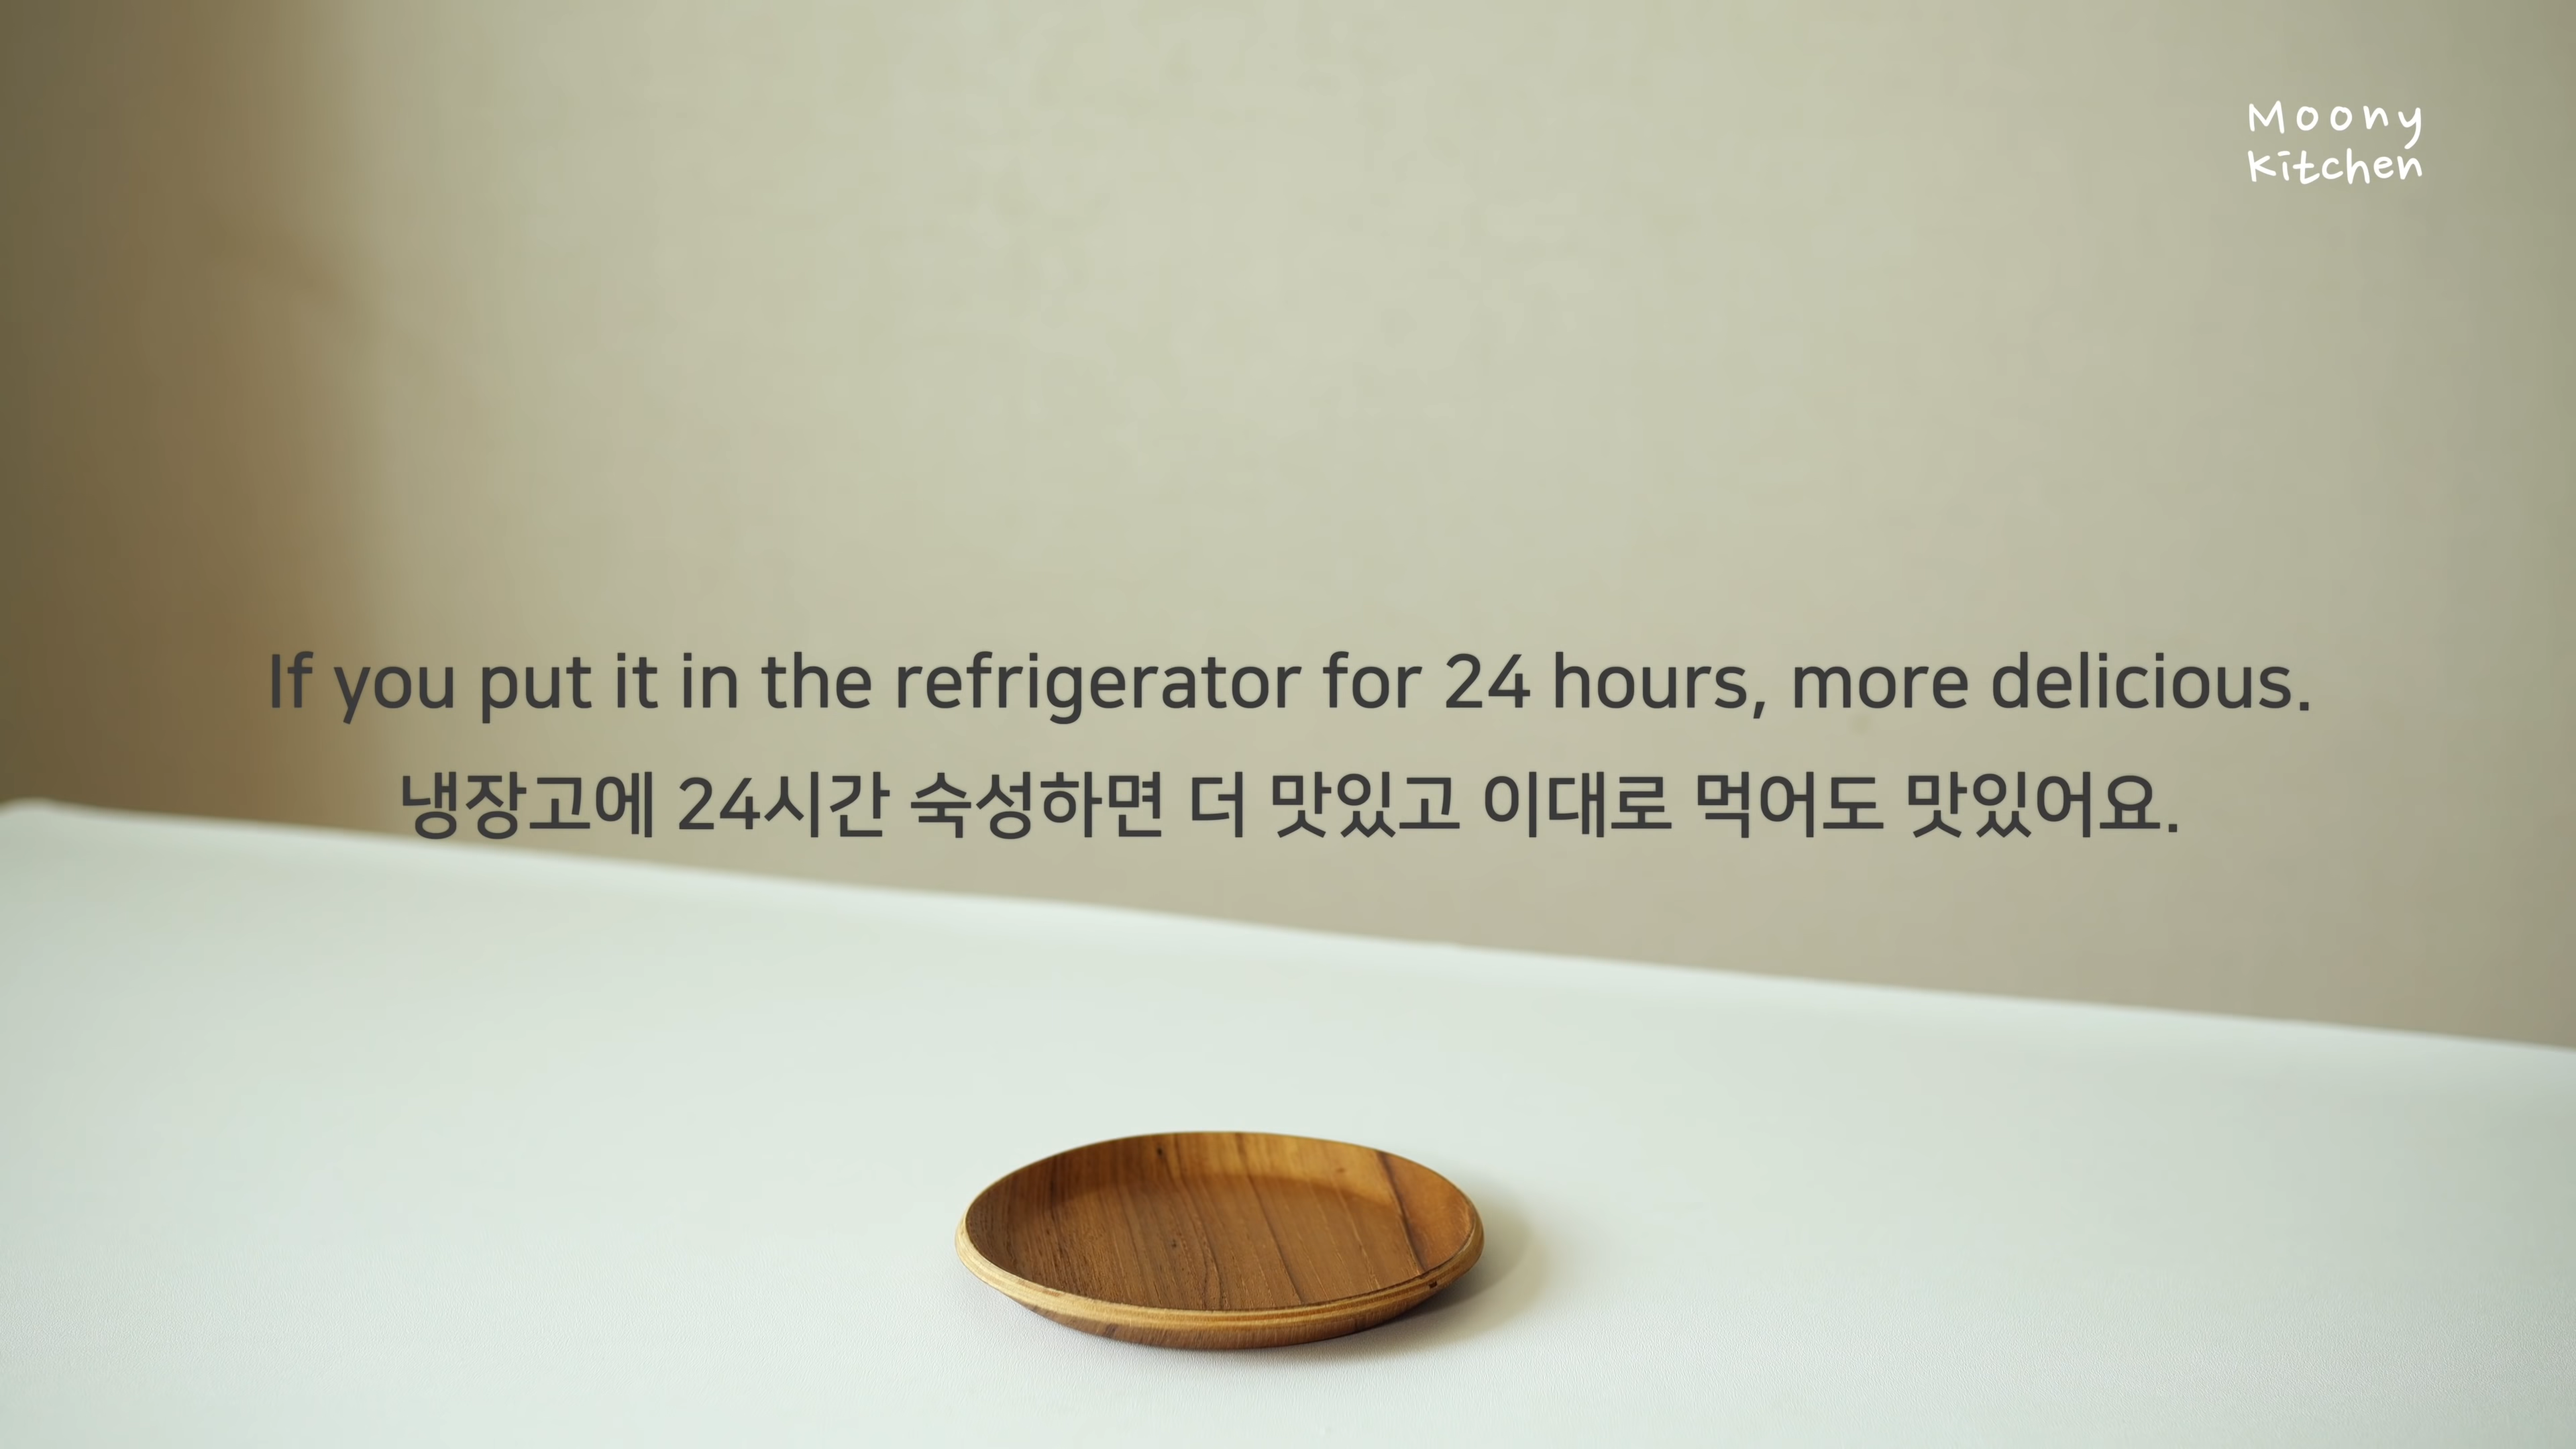 Moony
Kitchen
If you put it in the refrigerator for 24 hours, more delicious.
냉장고에 24시간 숙성하면 더 맛있고 이대로 먹어도 맛있어요.